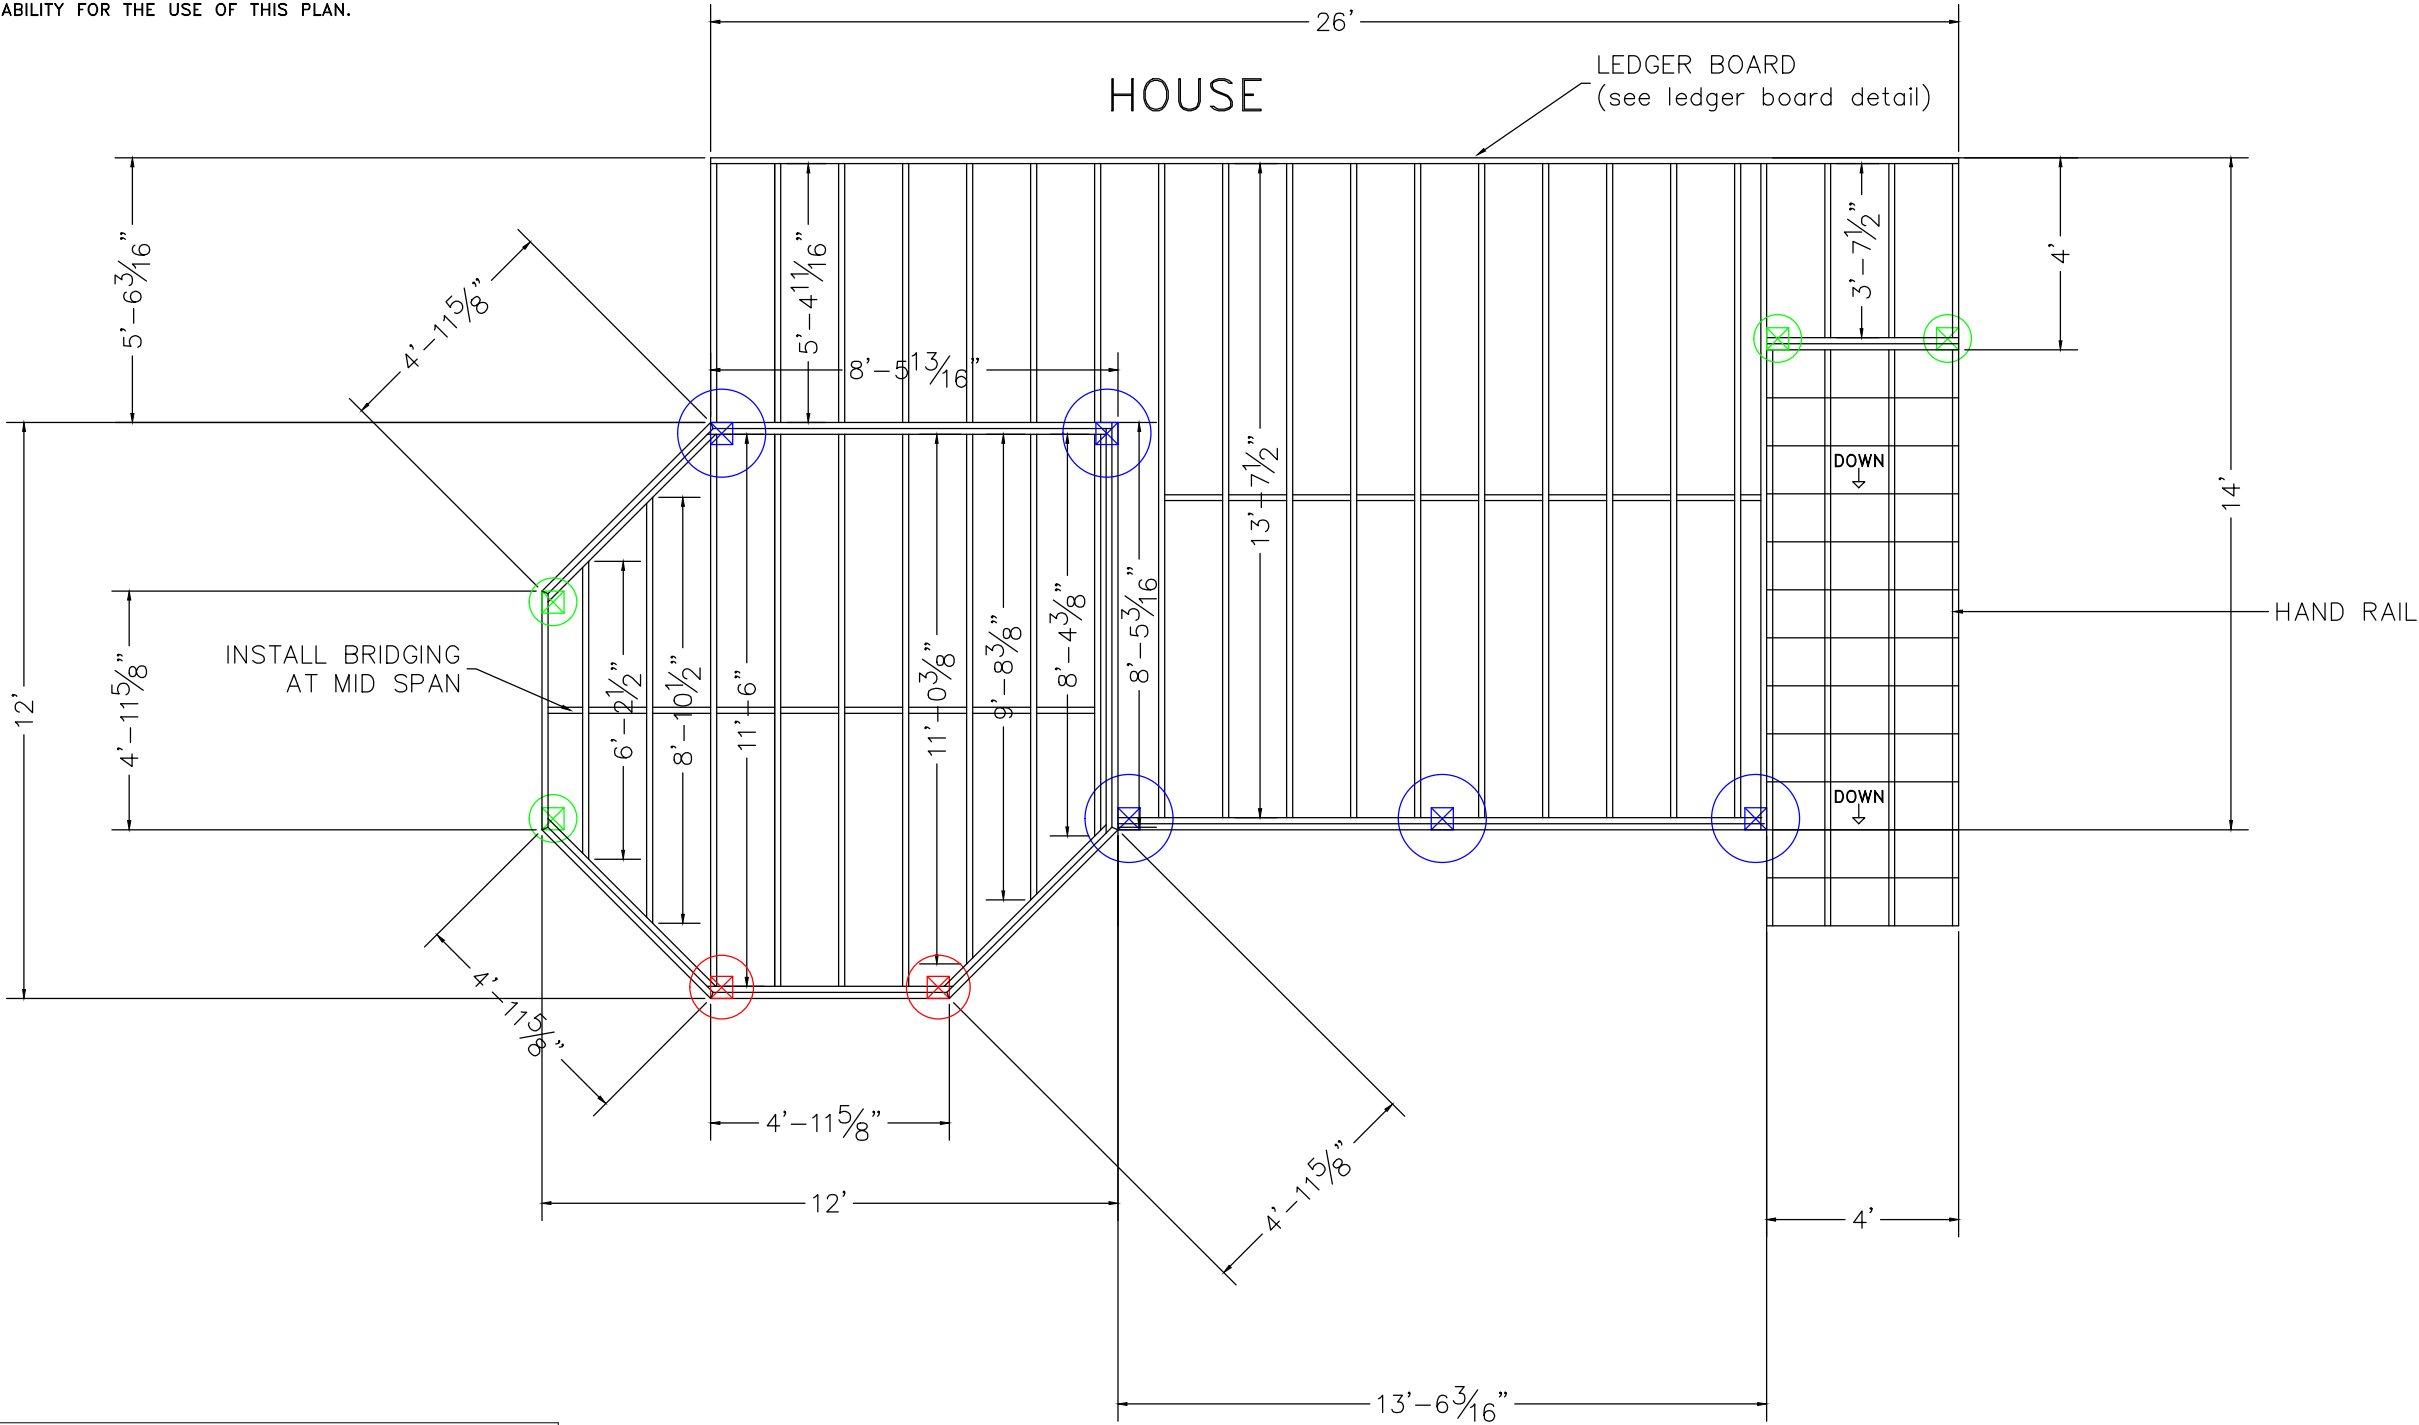 ABILITY FOR THE USE OF THIS PLAN.
26'
HOUSE
LEDGER BOARD
(see ledger board detail)
5'-6 3/16"
4'-11 5/8"
5'-4 11/16"
8'-5 13/16"
3'-7 1/2"
4'
14'
13'-7 1/2"
DOWN
HAND RAIL
INSTALL BRIDGING
AT MID SPAN
12'
4'-11 5/8"
6'-2 1/2"
8'-10 1/2"
11'-6"
11'-0 3/8"
9'-8 3/8"
8'-4 3/8"
8'-5 3/16"
DOWN
4'-11 5/8"
4'-11 5/8"
4'-11 5/8"
12'
4'
13'-6 3/16"